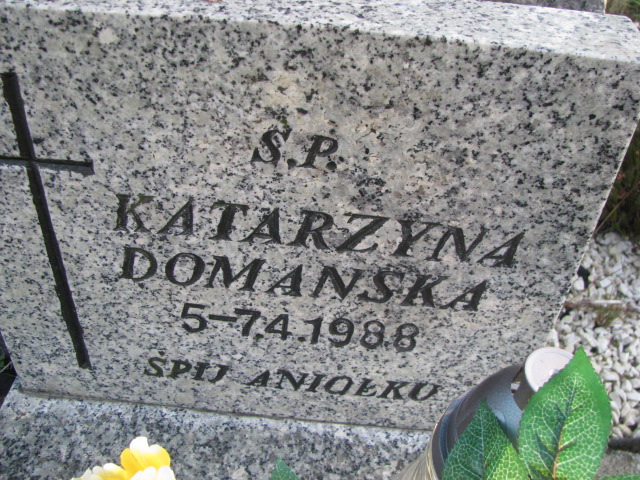 Ś.P.
KATARZYNA
DOMAŃSKA
5-7.4.1988
ŚPIJ ANIOŁKU